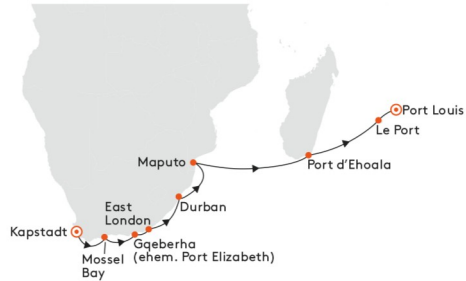 Port Louis
Le Port
Maputo
Port d'Ehoala
East
London
Durban
Kapstadt
Gqeberha
(ehem. Port Elizabeth)
Mossel
Bay